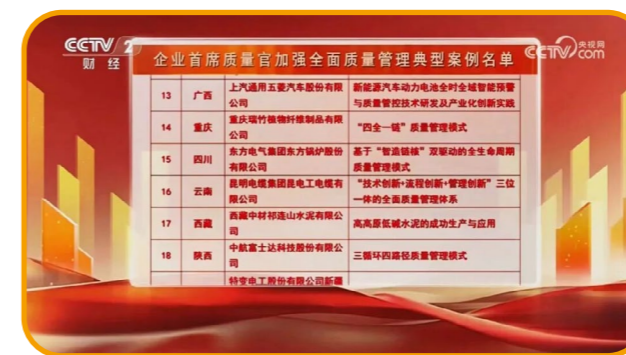 CCTV 2
财 经
企业首席质量官加强全面质量管理典型案例名单
CCTV.com 央视网
13 广西 上汽通用五菱汽车股份有限公司 新能源汽车动力电池全时全域智能预警与质量管控技术研发及产业化创新实践
14 重庆 重庆瑞竹植物纤维制品有限公司 “四全一链”质量管理模式
15 四川 东方电气集团东方锅炉股份有限公司 基于“智造链核”双驱动的全生命周期质量管理模式
16 云南 昆明电缆集团昆电工电缆有限公司 “技术创新+流程创新+管理创新”三位一体的全面质量管理体系
17 西藏 西藏中材祁连山水泥有限公司 高高原低碱水泥的成功生产与应用
18 陕西 中航富士达科技股份有限公司 三循环四路径质量管理模式
特变电工股份有限公司新疆